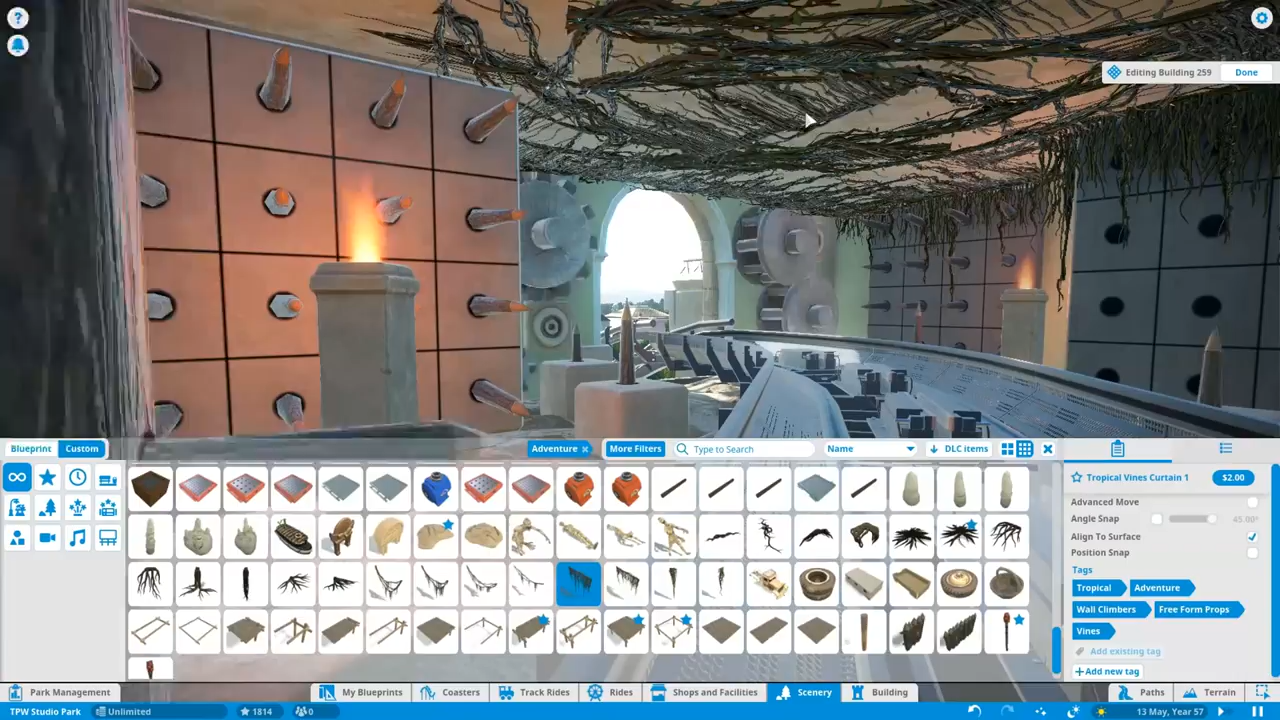 ?
Editing Building 259
Done
Blueprint
Custom
Adventure ×
More Filters
Type to Search
Name
DLC items
Tropical Vines Curtain 1
$2.00
Advanced Move
Angle Snap
45.00°
Align To Surface
Position Snap
Tags
Tropical
Adventure
Wall Climbers
Free Form Props
Vines
Add existing tag
+Add new tag
Park Management
My Blueprints
Coasters
Track Rides
Rides
Shops and Facilities
Scenery
Building
Paths
Terrain
TPW Studio Park
Unlimited
1814
0
13 May, Year 57